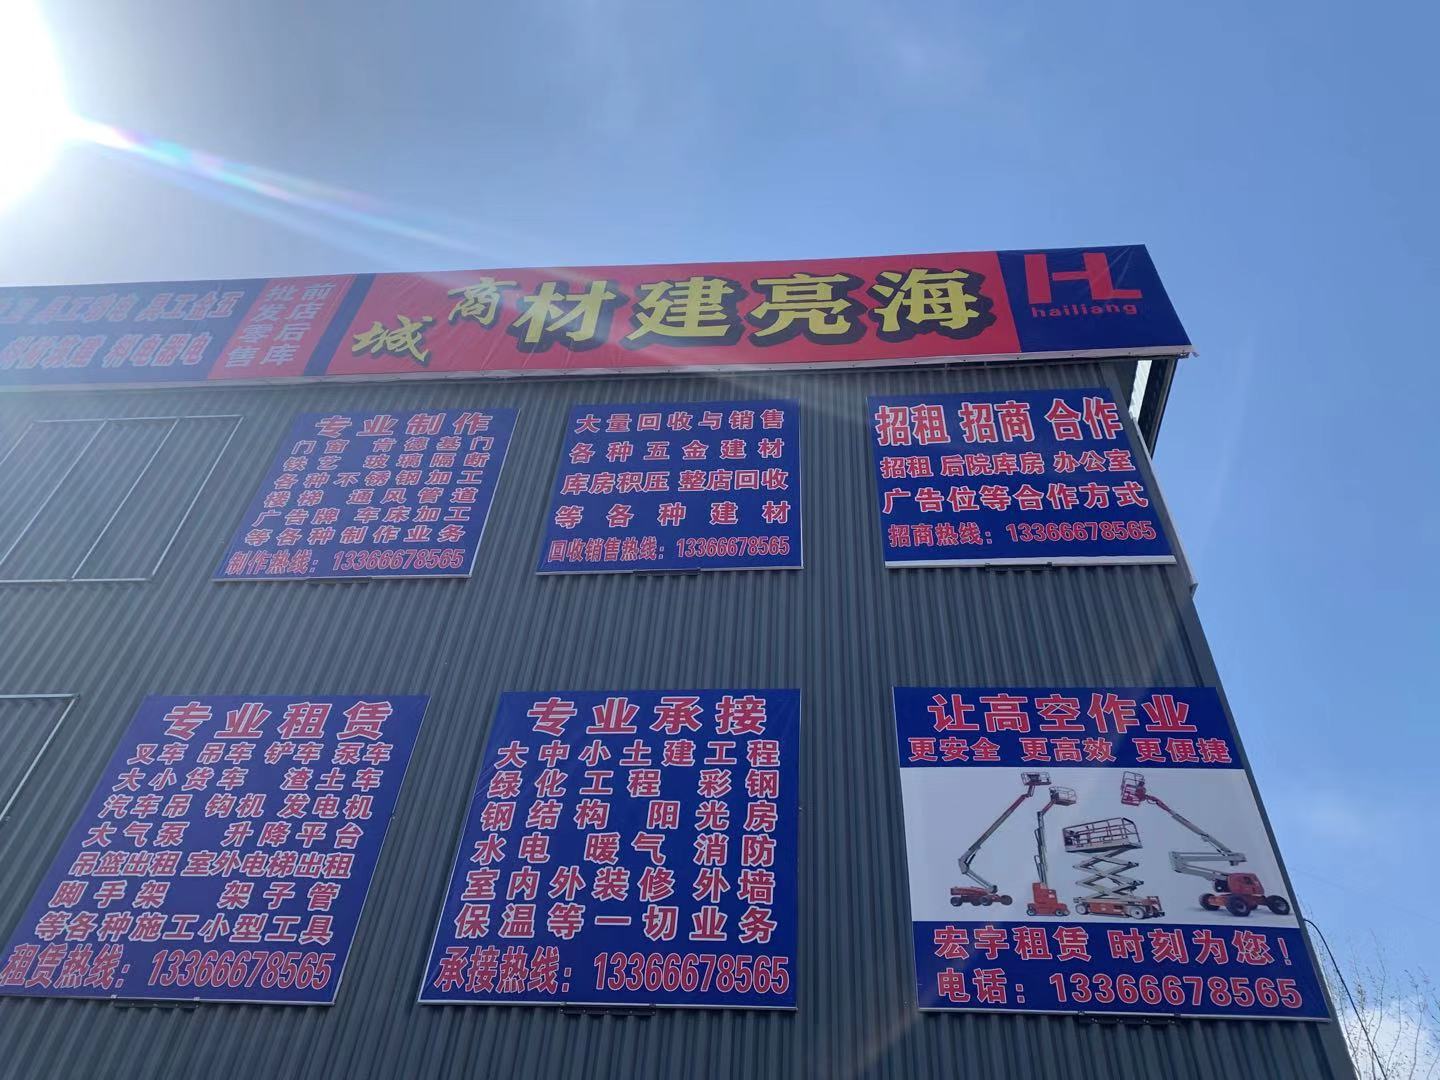 H
hailiang
海亮建材商城
前店后库
批发零售
五金工具 电动工具
电器电料
专业制作
门窗 肯德基门
铁艺 玻璃隔断
各种不锈钢加工
楼梯 通风管道
广告牌 车床加工
等各种制作业务
制作热线：13366678565
大量回收与销售
各种五金建材
库房积压 整店回收
等各种建材
回收销售热线：13366678565
招租 招商 合作
招租 后院库房 办公室
广告位等合作方式
招商热线：13366678565
专业租赁
叉车 吊车 铲车 泵车
大小货车 渣土车
汽车吊 钩机 发电机
大气泵 升降平台
吊篮出租 室外电梯出租
脚手架 架子管
等各种施工小型工具
租赁热线：13366678565
专业承接
大中小土建工程
绿化工程 彩钢
钢结构 阳光房
水电 暖气 消防
室内外装修 外墙
保温等一切业务
承接热线：13366678565
让高空作业
更安全 更高效 更便捷
宏宇租赁 时刻为您！
电话：13366678565